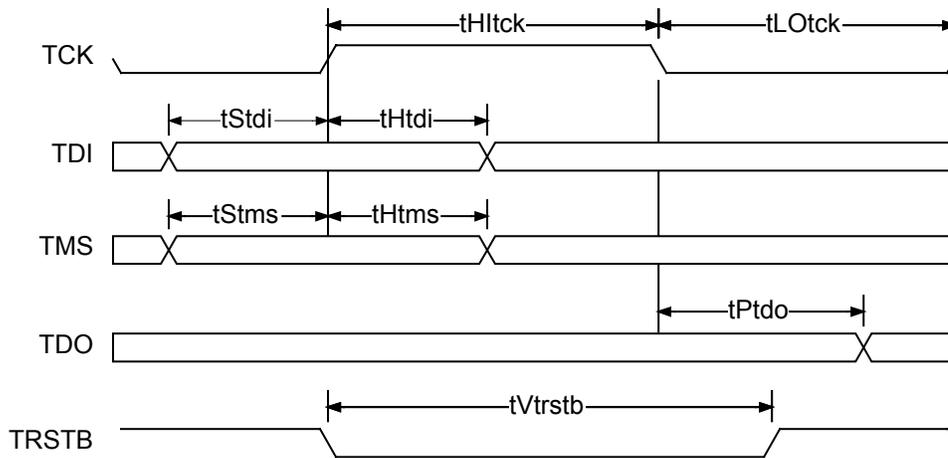 tHItck
tLOtck
TCK
tStdi
tHtdi
TDI
tStms
tHtms
TMS
tPtdo
TDO
tVtrstb
TRSTB